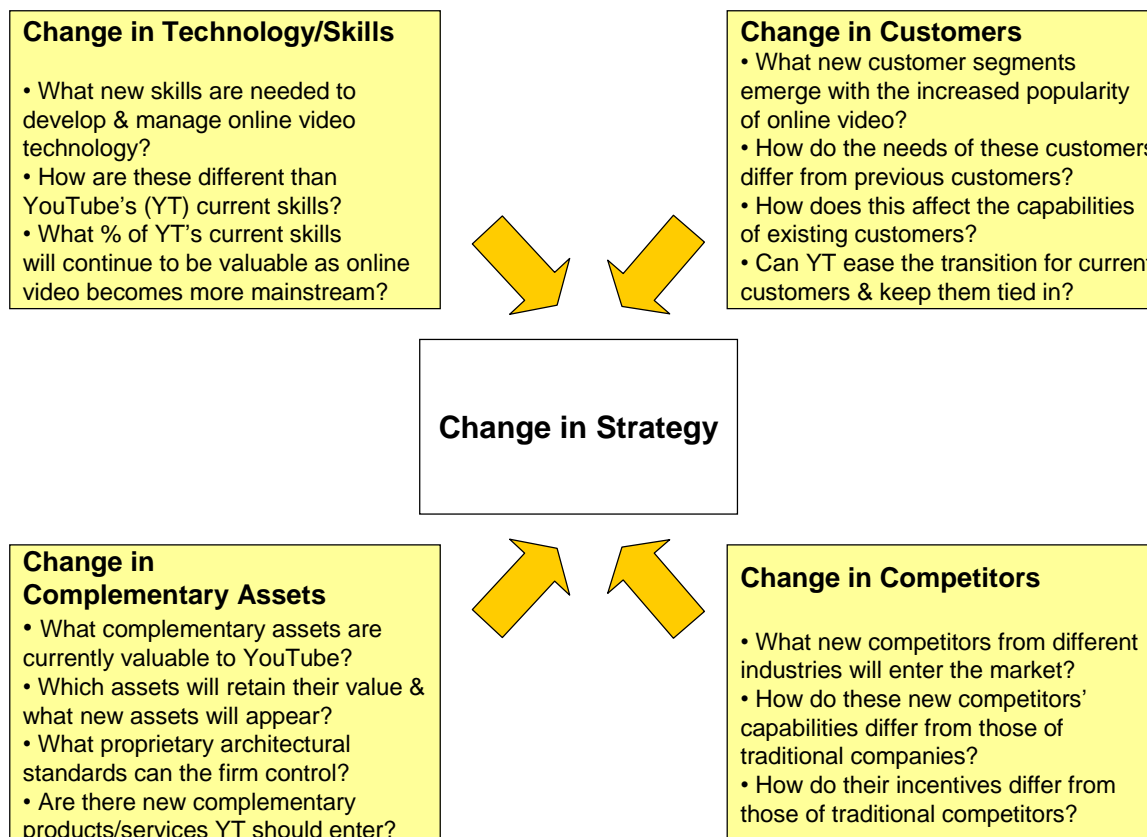 Change in Technology/Skills
• What new skills are needed to
develop & manage online video
technology?
• How are these different than
YouTube's (YT) current skills?
• What % of YT's current skills
will continue to be valuable as online
video becomes more mainstream?
Change in Customers
• What new customer segments
emerge with the increased popularity
of online video?
• How do the needs of these customers
differ from previous customers?
• How does this affect the capabilities
of existing customers?
• Can YT ease the transition for current
customers & keep them tied in?
Change in Strategy
Change in
Complementary Assets
• What complementary assets are
currently valuable to YouTube?
• Which assets will retain their value &
what new assets will appear?
• What proprietary architectural
standards can the firm control?
• Are there new complementary
products/services YT should enter?
Change in Competitors
• What new competitors from different
industries will enter the market?
• How do these new competitors'
capabilities differ from those of
traditional companies?
• How do their incentives differ from
those of traditional competitors?